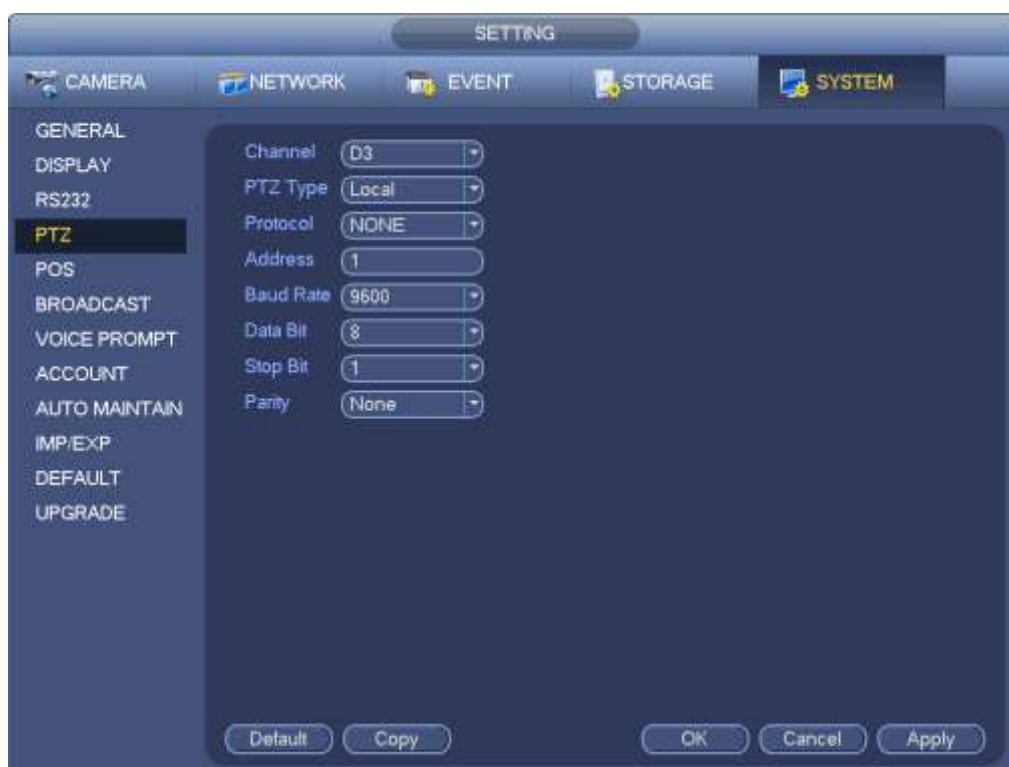 SETTING
CAMERA NETWORK EVENT STORAGE SYSTEM
GENERAL
DISPLAY
RS232
PTZ
POS
BROADCAST
VOICE PROMPT
ACCOUNT
AUTO MAINTAIN
IMP/EXP
DEFAULT
UPGRADE
Channel D3
PTZ Type Local
Protocol NONE
Address 1
Baud Rate 9600
Data Bit 8
Stop Bit 1
Parity None
Default Copy OK Cancel Apply